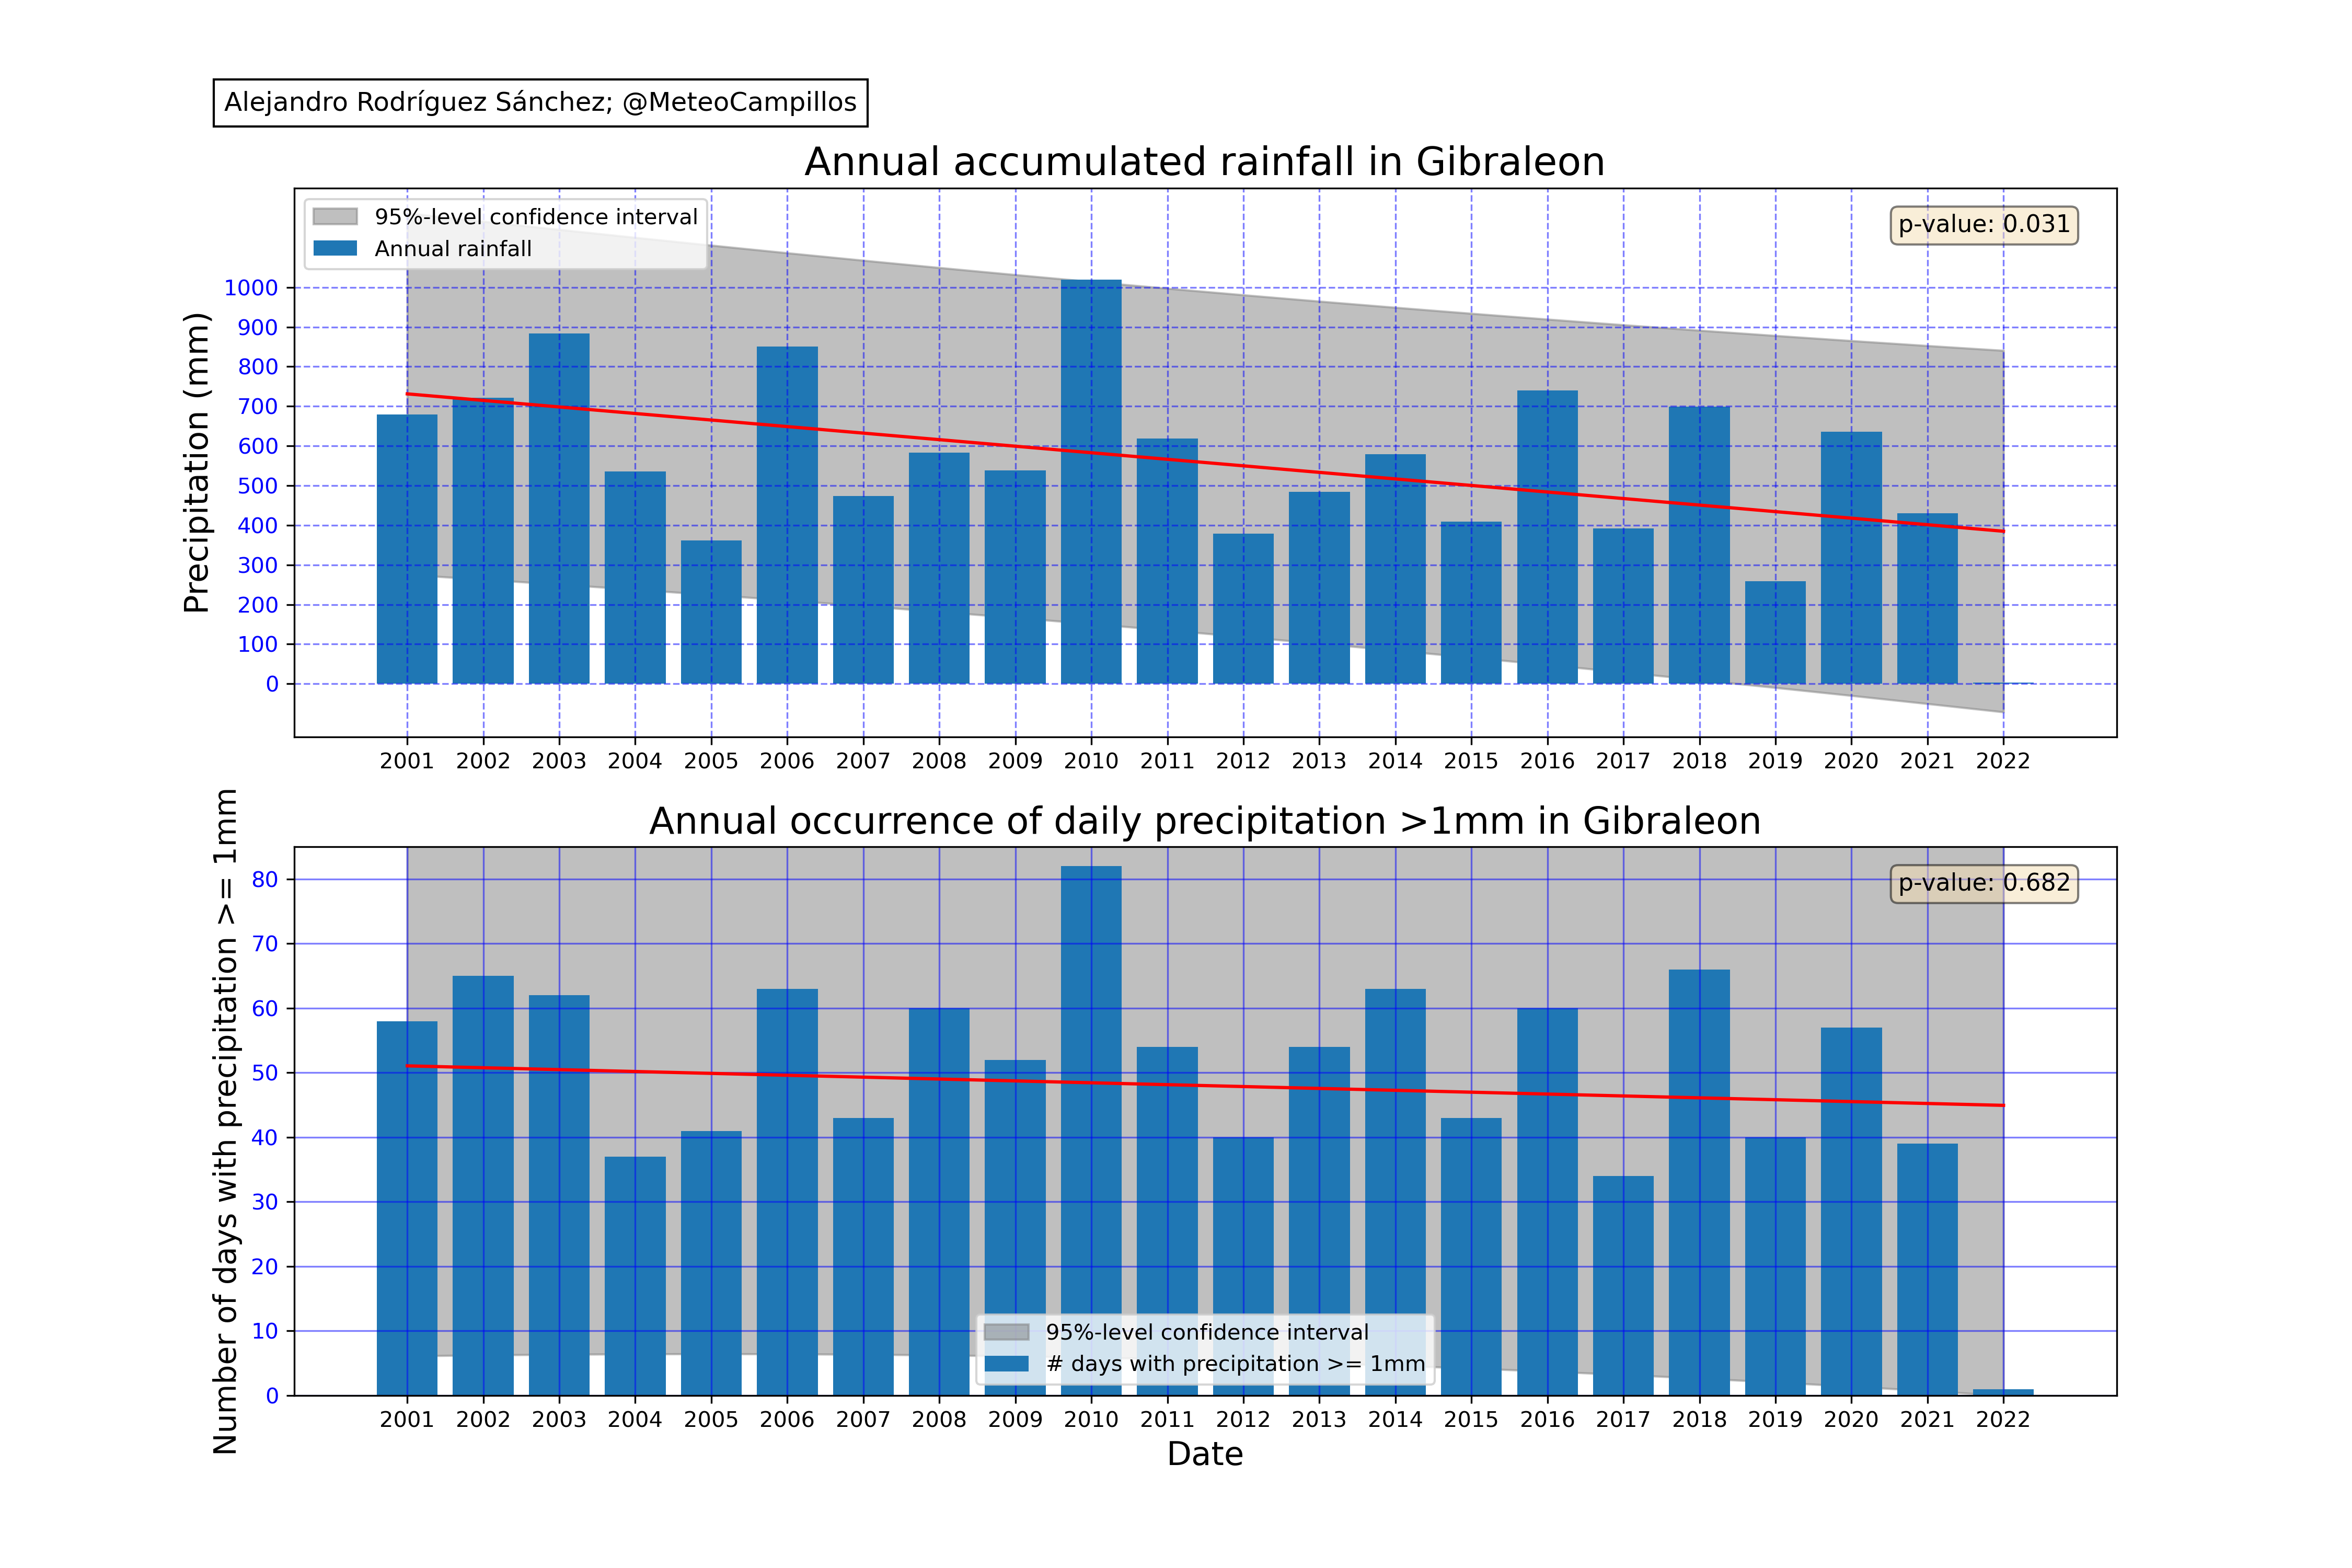 Alejandro Rodríguez Sánchez; @MeteoCampillos
Annual accumulated rainfall in Gibraleon
95%-level confidence interval
Annual rainfall
p-value: 0.031
Precipitation (mm)
1000
900
800
700
600
500
400
300
200
100
0
2001 2002 2003 2004 2005 2006 2007 2008 2009 2010 2011 2012 2013 2014 2015 2016 2017 2018 2019 2020 2021 2022
Annual occurrence of daily precipitation >1mm in Gibraleon
p-value: 0.682
Number of days with precipitation >= 1mm
80
70
60
50
40
30
20
10
0
95%-level confidence interval
# days with precipitation >= 1mm
2001 2002 2003 2004 2005 2006 2007 2008 2009 2010 2011 2012 2013 2014 2015 2016 2017 2018 2019 2020 2021 2022
Date